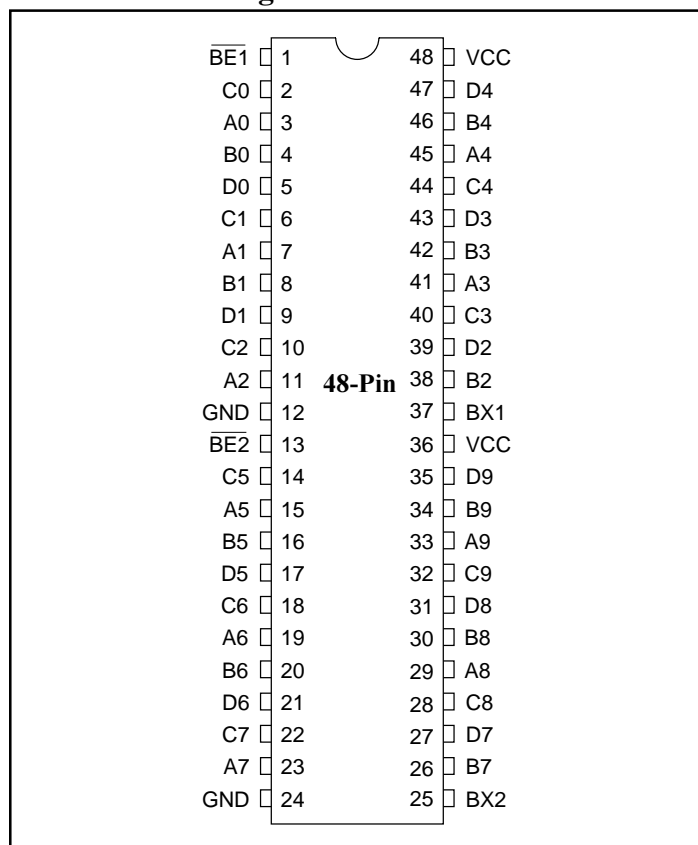 B̅E̅1̅ 1 48 VCC
C0 2 47 D4
A0 3 46 B4
B0 4 45 A4
D0 5 44 C4
C1 6 43 D3
A1 7 42 B3
B1 8 41 A3
D1 9 40 C3
C2 10 39 D2
A2 11 48-Pin 38 B2
GND 12 37 BX1
B̅E̅2̅ 13 36 VCC
C5 14 35 D9
A5 15 34 B9
B5 16 33 A9
D5 17 32 C9
C6 18 31 D8
A6 19 30 B8
B6 20 29 A8
D6 21 28 C8
C7 22 27 D7
A7 23 26 B7
GND 24 25 BX2